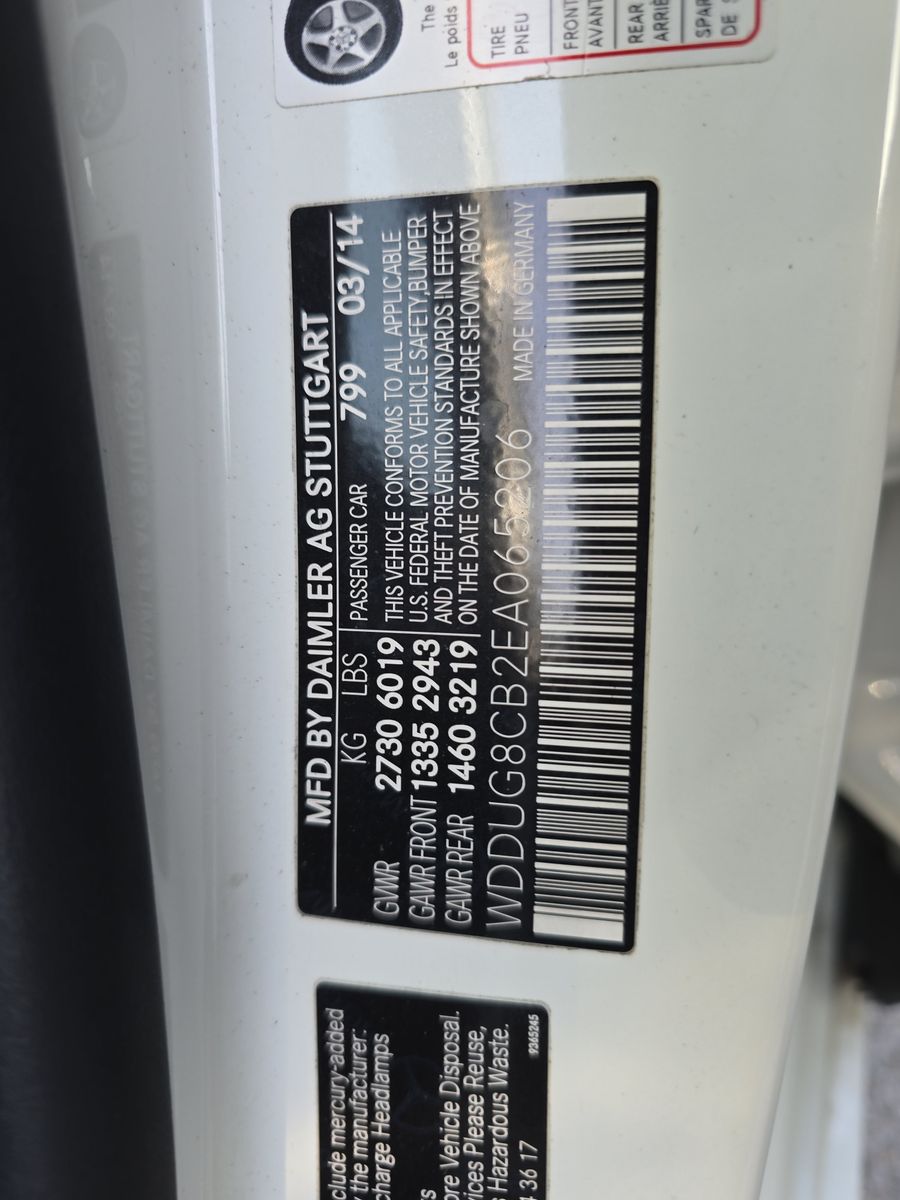 MFD BY DAIMLER AG STUTTGART
KG LBS PASSENGER CAR 799 03/14
GWWR 2730 6019 THIS VEHICLE CONFORMS TO ALL APPLICABLE
GAWR FRONT 1335 2943 U.S. FEDERAL MOTOR VEHICLE SAFETY,BUMPER
GAWR REAR 1460 3219 AND THEFT PREVENTION STANDARDS IN EFFECT
ON THE DATE OF MANUFACTURE SHOWN ABOVE
WDDUG8CB2EA065206 MADE IN GERMANY
The
Le poids
TIRE
PNEU
FRONT
AVANT
REAR
ARRIÈ
SPAR
DE S
clude mercury-added
y the manufacturer:
charge Headlamps
s
ore Vehicle Disposal.
ices Please Reuse,
s Hazardous Waste.
4 36 17
9365245